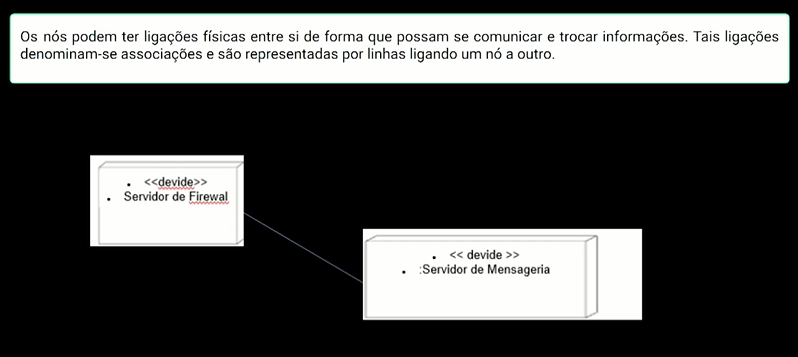 Os nós podem ter ligações físicas entre si de forma que possam se comunicar e trocar informações. Tais ligações
denominam-se associações e são representadas por linhas ligando um nó a outro.
• <<devide>>
• Servidor de Firewal
• << devide >>
• :Servidor de Mensageria